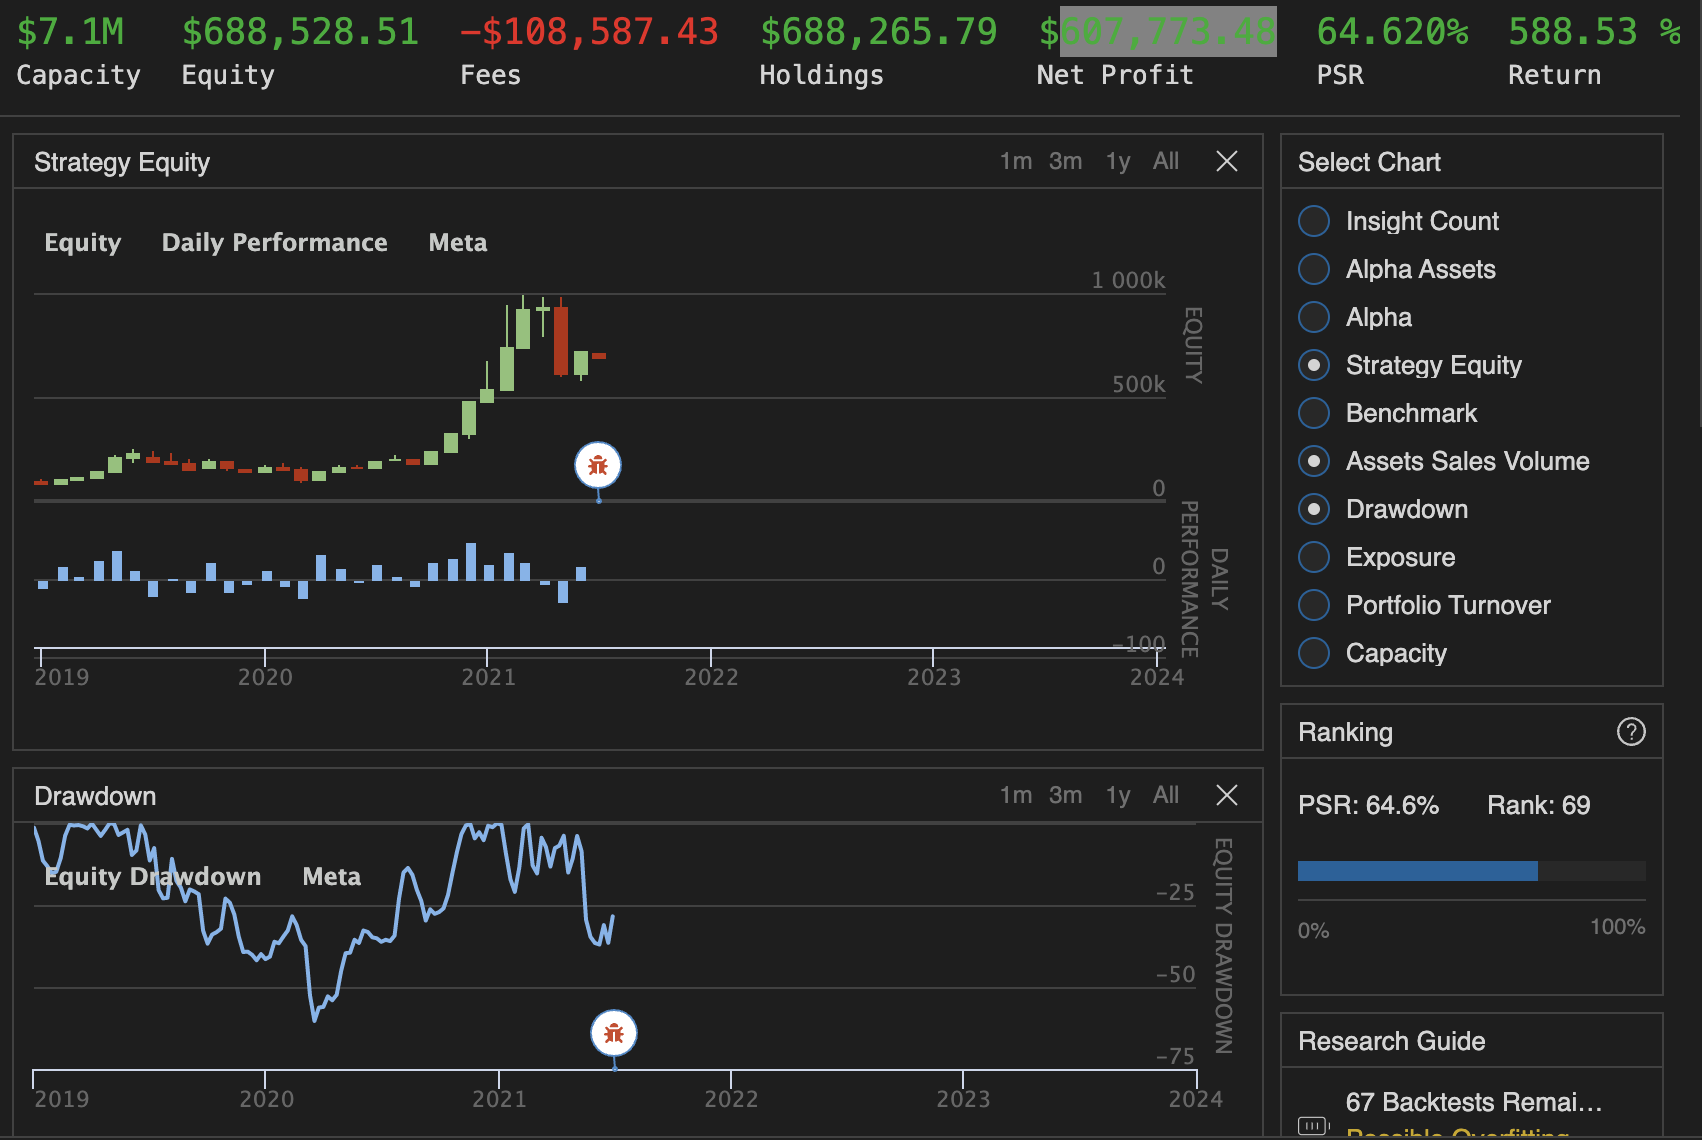 $7.1M $688,528.51 −$108,587.43 $688,265.79 $607,773.48 64.620% 588.53 %
Capacity Equity Fees Holdings Net Profit PSR Return
Strategy Equity 1m 3m 1y All
Equity Daily Performance Meta
1 000k
500k
0
EQUITY
0
−100
DAILY
PERFORMANCE
2019 2020 2021 2022 2023 2024
Drawdown 1m 3m 1y All
Equity Drawdown Meta
−25
−50
−75
EQUITY DRAWDOWN
2019 2020 2021 2022 2023 2024
Select Chart
Insight Count
Alpha Assets
Alpha
Strategy Equity
Benchmark
Assets Sales Volume
Drawdown
Exposure
Portfolio Turnover
Capacity
Ranking ?
PSR: 64.6% Rank: 69
0% 100%
Research Guide
67 Backtests Remai...
Possible Overfitting